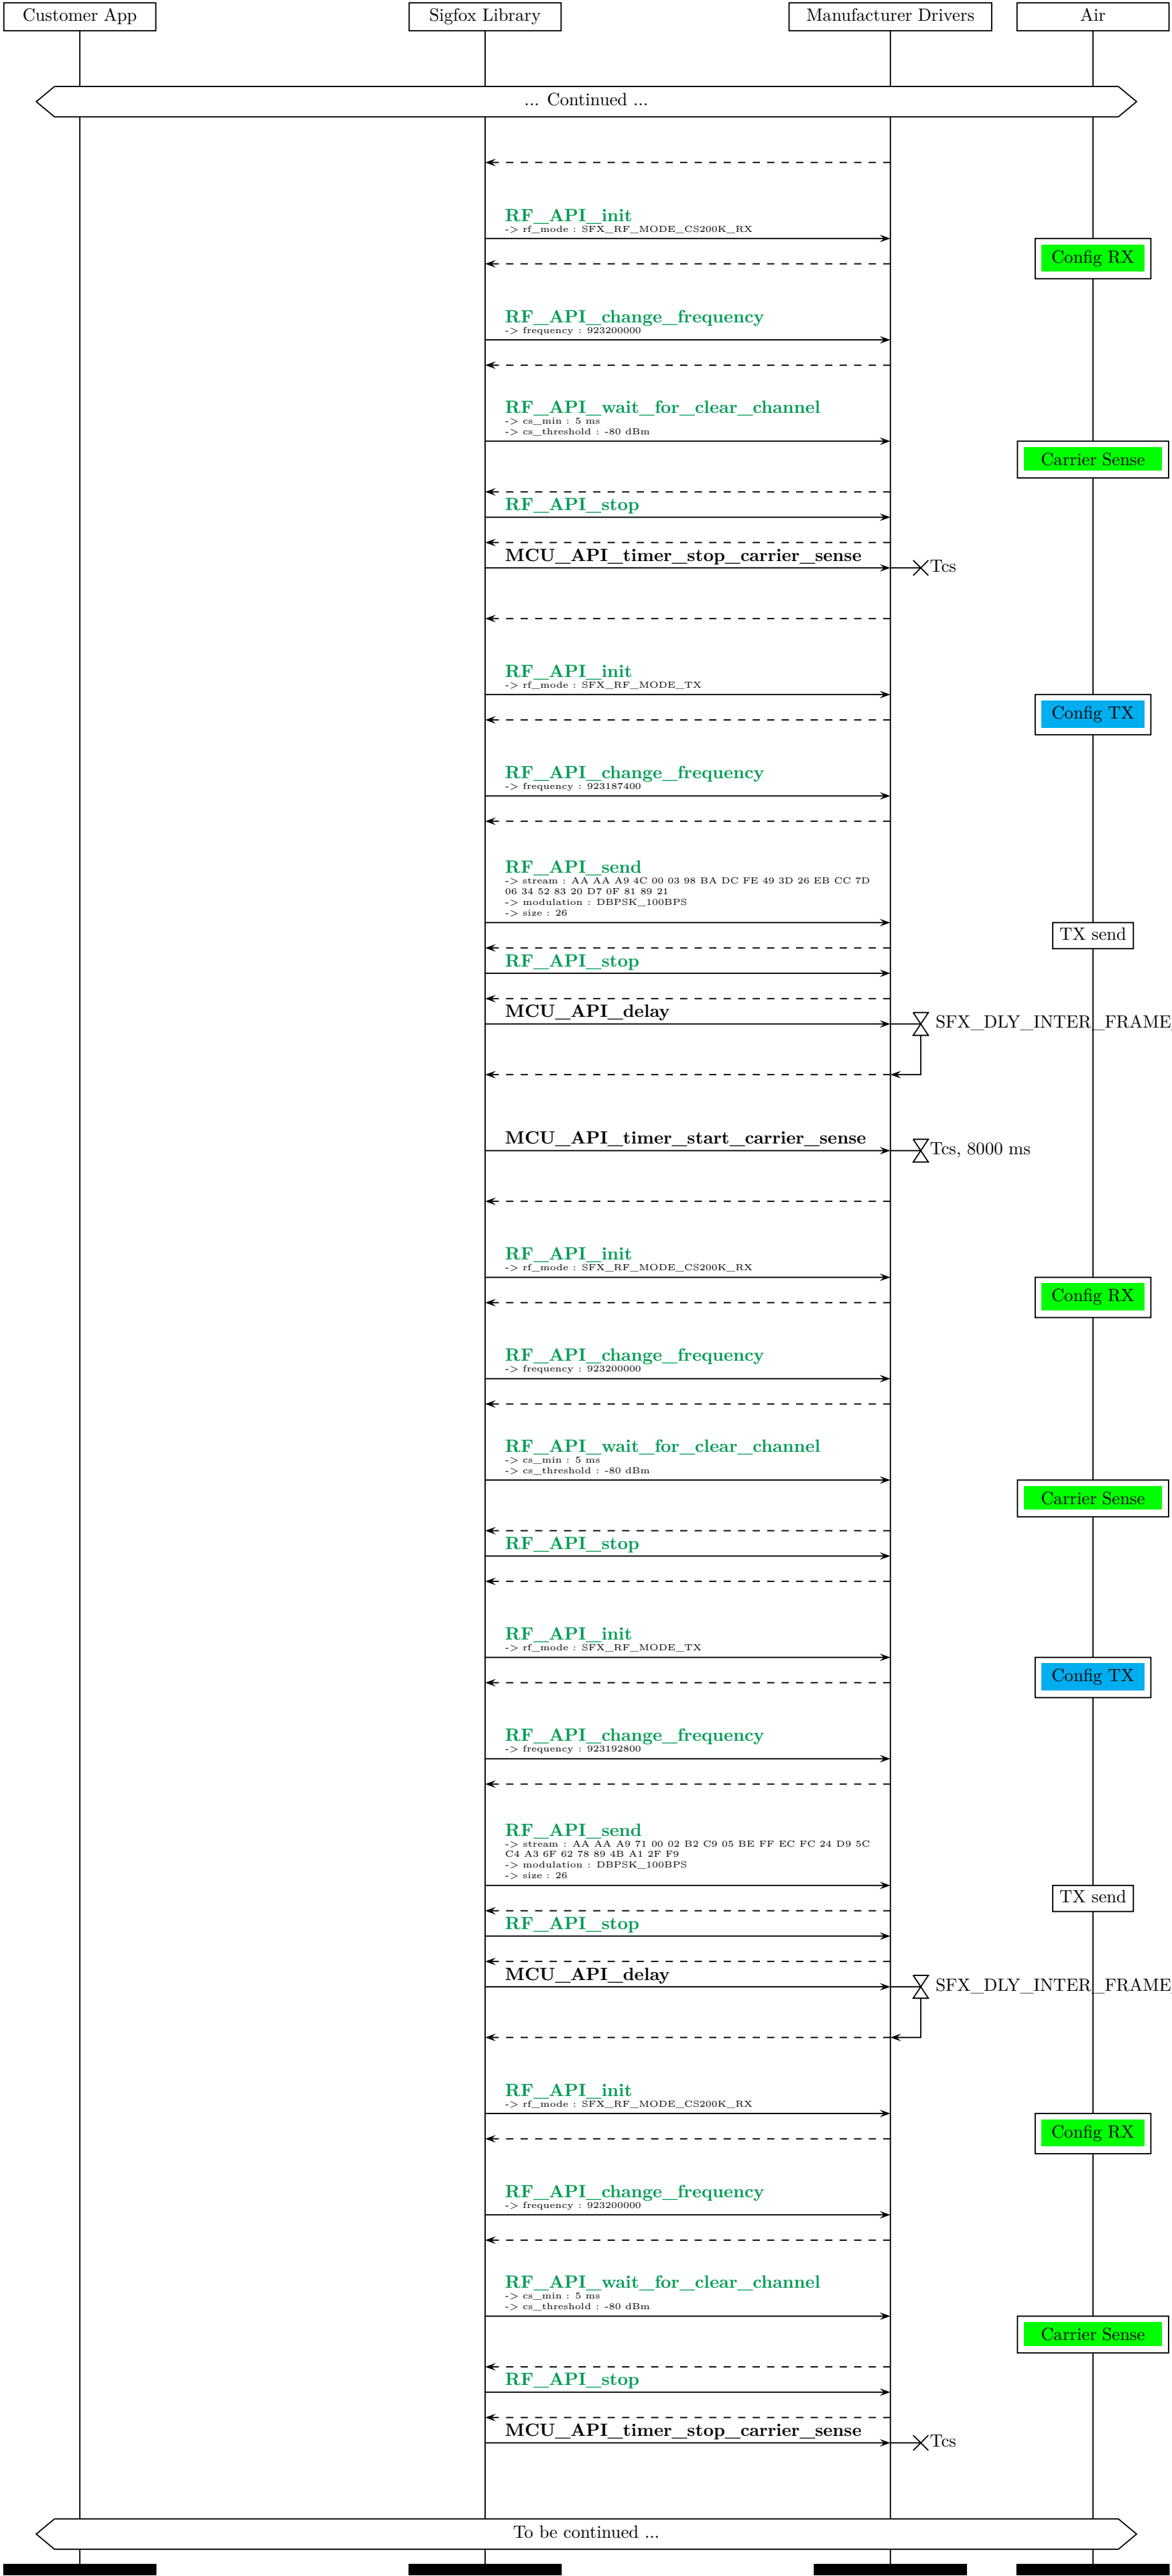 Customer App
Sigfox Library
Manufacturer Drivers
Air
... Continued ...
RF_API_init
-> rf_mode : SFX_RF_MODE_CS200K_RX
Config RX
RF_API_change_frequency
-> frequency : 923200000
RF_API_wait_for_clear_channel
-> cs_min : 5 ms
-> cs_threshold : -80 dBm
Carrier Sense
RF_API_stop
MCU_API_timer_stop_carrier_sense
Tcs
RF_API_init
-> rf_mode : SFX_RF_MODE_TX
Config TX
RF_API_change_frequency
-> frequency : 923187400
RF_API_send
-> stream : AA AA A9 4C 00 03 98 BA DC FE 49 3D 26 EB CC 7D
06 34 52 83 20 D7 0F 81 89 21
-> modulation : DBPSK_100BPS
-> size : 26
TX send
RF_API_stop
MCU_API_delay
SFX_DLY_INTER_FRAME_
MCU_API_timer_start_carrier_sense
Tcs, 8000 ms
RF_API_init
-> rf_mode : SFX_RF_MODE_CS200K_RX
Config RX
RF_API_change_frequency
-> frequency : 923200000
RF_API_wait_for_clear_channel
-> cs_min : 5 ms
-> cs_threshold : -80 dBm
Carrier Sense
RF_API_stop
RF_API_init
-> rf_mode : SFX_RF_MODE_TX
Config TX
RF_API_change_frequency
-> frequency : 923192800
RF_API_send
-> stream : AA AA A9 71 00 02 B2 C9 05 BE FF EC FC 24 D9 5C
C4 A3 6F 62 78 89 4B A1 2F F9
-> modulation : DBPSK_100BPS
-> size : 26
TX send
RF_API_stop
MCU_API_delay
SFX_DLY_INTER_FRAME_
RF_API_init
-> rf_mode : SFX_RF_MODE_CS200K_RX
Config RX
RF_API_change_frequency
-> frequency : 923200000
RF_API_wait_for_clear_channel
-> cs_min : 5 ms
-> cs_threshold : -80 dBm
Carrier Sense
RF_API_stop
MCU_API_timer_stop_carrier_sense
Tcs
To be continued ...